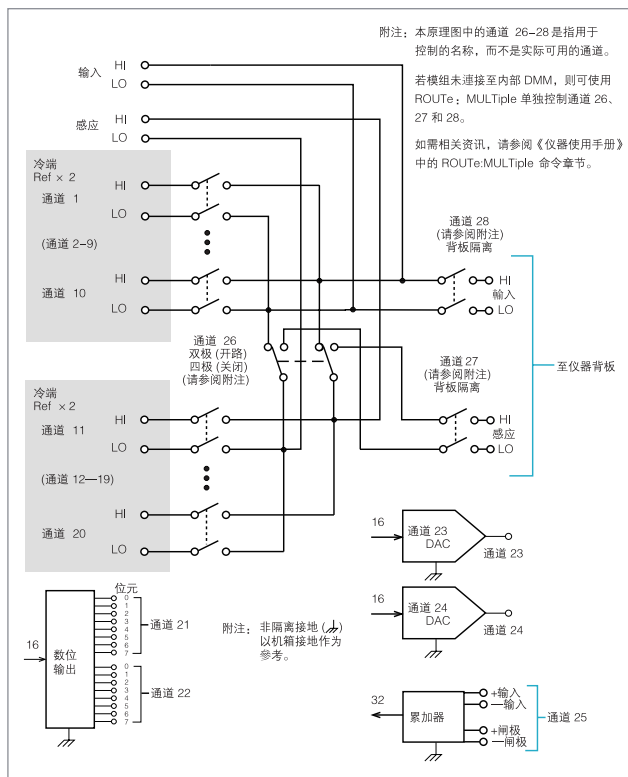 附注：本原理图中的通道 26-28 是指用于
控制的名称，而不是实际可用的通道。
若模组未連接至内部 DMM，则可使用
ROUTe：MULTiple 单独控制通道 26、
27 和 28。
如需相关资讯，请参阅《仪器使用手册》
中的 ROUTe:MULTiple 命令章节。
输入
HI
LO
感应
HI
LO
冷端
Ref × 2
通道 1
HI
LO
(通道 2-9)
通道 10
HI
LO
通道 28
(请参阅附注)
背板隔离
HI
输入
LO
通道 26
双极 (开路)
四极 (关闭)
(请参阅附注)
通道27
(请参阅附注)
背板隔离
HI
感应
LO
至仪器背板
冷端
Ref ×2
通道 11
HI
LO
(通道 12—19)
通道 20
HI
LO
16
通道 23
DAC
通道 23
16
通道 24
DAC
通道 24
位元
16
数位
输出
0
1
2
3
4
5
6
7
通道 21
0
1
2
3
4
5
6
7
通道 22
附注：非隔离接地 ( )
以机箱接地作为
參考。
32
累加器
+输入
—输入
+闸极
—闸极
通道 25